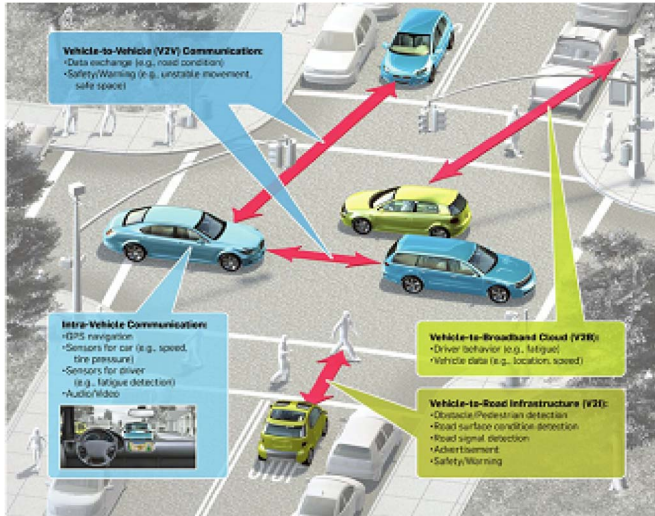 Vehicle-to-Vehicle (V2V) Communication:
•Data exchange (e.g., road condition)
•Safety/Warning (e.g., unstable movement,
safe space)
Intra-Vehicle Communication:
•GPS navigation
•Sensors for car (e.g., speed,
tire pressure)
•Sensors for driver
(e.g., fatigue detection)
•Audio/Video
Vehicle-to-Broadband Cloud (V2B):
•Driver behavior (e.g., fatigue)
•Vehicle data (e.g., location, speed)
Vehicle-to-Road Infrastructure (V2I):
•Obstacle/Pedestrian detection
•Road surface condition detection
•Road signal detection
•Advertisement
•Safety/Warning
STOP